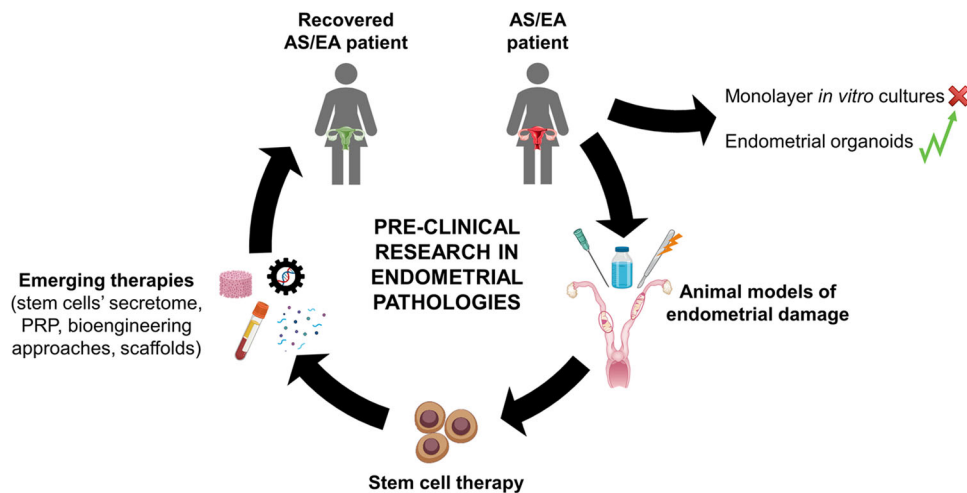 Recovered
AS/EA patient
AS/EA
patient
Monolayer in vitro cultures
Endometrial organoids
PRE-CLINICAL
RESEARCH IN
ENDOMETRIAL
PATHOLOGIES
Emerging therapies
(stem cells’ secretome,
PRP, bioengineering
approaches, scaffolds)
Animal models of
endometrial damage
Stem cell therapy